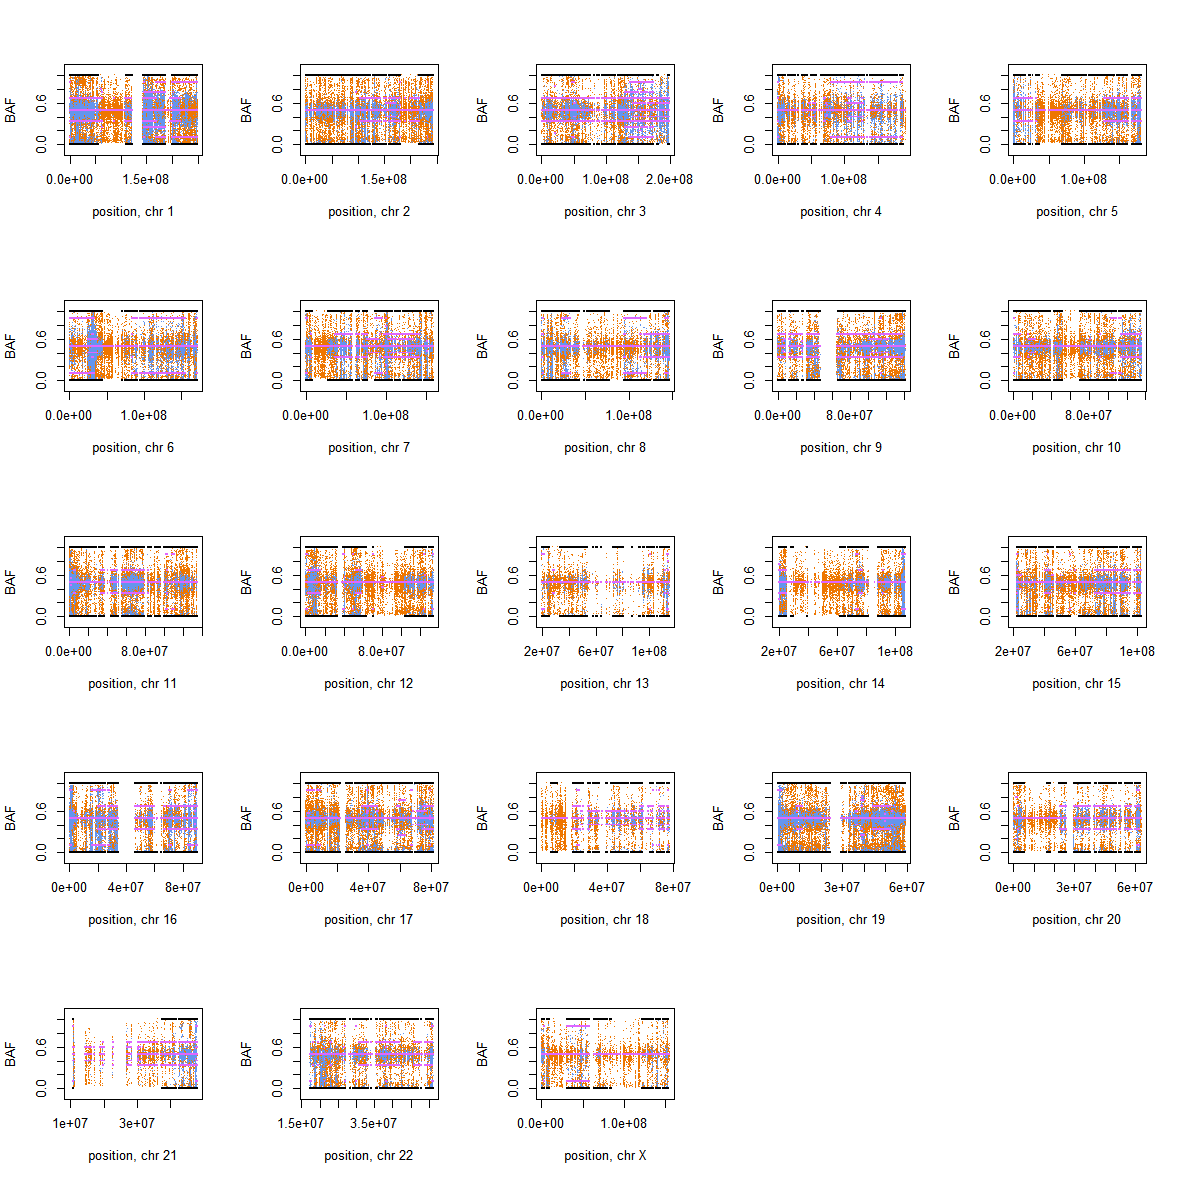 BAF 0.0 0.6 BAF 0.0 0.6 BAF 0.0 0.6 BAF 0.0 0.6 BAF 0.0 0.6
0.0e+00 1.5e+08 0.0e+00 1.5e+08 0.0e+00 1.0e+08 2.0e+08 0.0e+00 1.0e+08 0.0e+00 1.0e+08
position, chr 1 position, chr 2 position, chr 3 position, chr 4 position, chr 5
BAF 0.0 0.6 BAF 0.0 0.6 BAF 0.0 0.6 BAF 0.0 0.6 BAF 0.0 0.6
0.0e+00 1.0e+08 0.0e+00 1.0e+08 0.0e+00 1.0e+08 0.0e+00 8.0e+07 0.0e+00 8.0e+07
position, chr 6 position, chr 7 position, chr 8 position, chr 9 position, chr 10
BAF 0.0 0.6 BAF 0.0 0.6 BAF 0.0 0.6 BAF 0.0 0.6 BAF 0.0 0.6
0.0e+00 8.0e+07 0.0e+00 8.0e+07 2e+07 6e+07 1e+08 2e+07 6e+07 1e+08 2e+07 6e+07 1e+08
position, chr 11 position, chr 12 position, chr 13 position, chr 14 position, chr 15
BAF 0.0 0.6 BAF 0.0 0.6 BAF 0.0 0.6 BAF 0.0 0.6 BAF 0.0 0.6
0e+00 4e+07 8e+07 0e+00 4e+07 8e+07 0e+00 4e+07 8e+07 0e+00 3e+07 6e+07 0e+00 3e+07 6e+07
position, chr 16 position, chr 17 position, chr 18 position, chr 19 position, chr 20
BAF 0.0 0.6 BAF 0.0 0.6 BAF 0.0 0.6
1e+07 3e+07 1.5e+07 3.5e+07 0.0e+00 1.0e+08
position, chr 21 position, chr 22 position, chr X